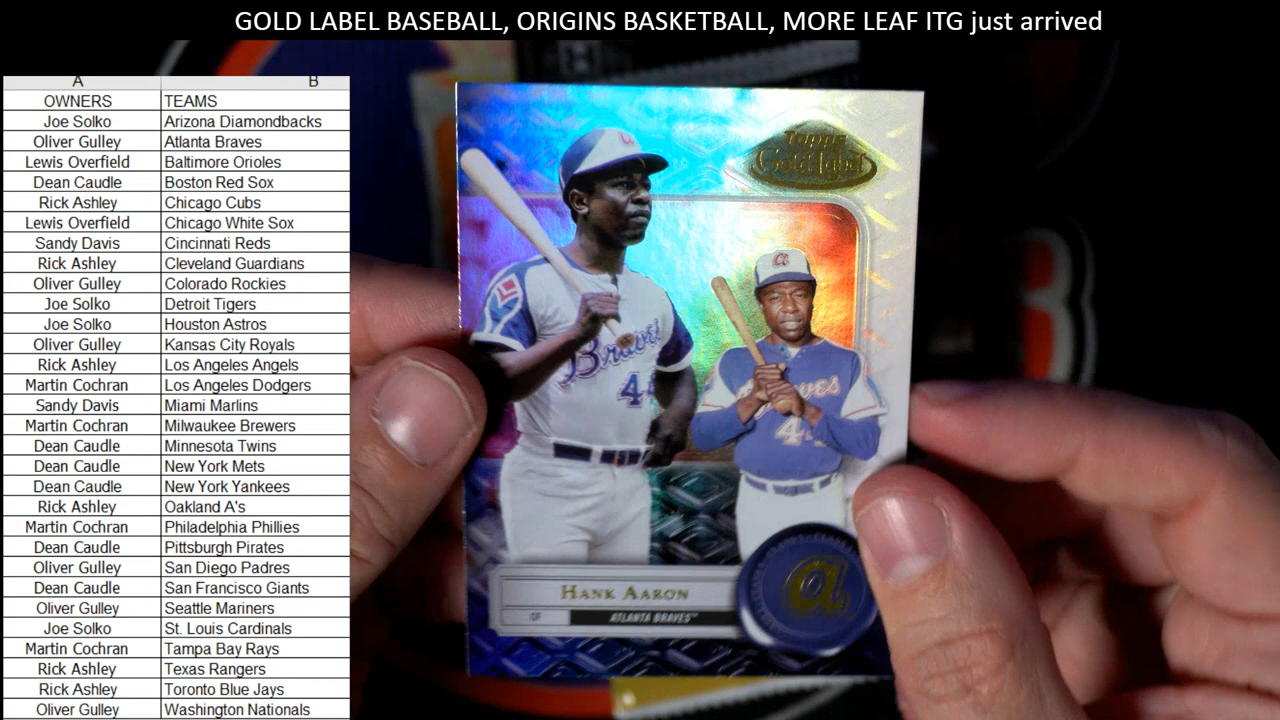 GOLD LABEL BASEBALL, ORIGINS BASKETBALL, MORE LEAF ITG just arrived
A B
OWNERS TEAMS
Joe Solko Arizona Diamondbacks
Oliver Gulley Atlanta Braves
Lewis Overfield Baltimore Orioles
Dean Caudle Boston Red Sox
Rick Ashley Chicago Cubs
Lewis Overfield Chicago White Sox
Sandy Davis Cincinnati Reds
Rick Ashley Cleveland Guardians
Oliver Gulley Colorado Rockies
Joe Solko Detroit Tigers
Joe Solko Houston Astros
Oliver Gulley Kansas City Royals
Rick Ashley Los Angeles Angels
Martin Cochran Los Angeles Dodgers
Sandy Davis Miami Marlins
Martin Cochran Milwaukee Brewers
Dean Caudle Minnesota Twins
Dean Caudle New York Mets
Dean Caudle New York Yankees
Rick Ashley Oakland A's
Martin Cochran Philadelphia Phillies
Dean Caudle Pittsburgh Pirates
Oliver Gulley San Diego Padres
Dean Caudle San Francisco Giants
Oliver Gulley Seattle Mariners
Joe Solko St. Louis Cardinals
Martin Cochran Tampa Bay Rays
Rick Ashley Texas Rangers
Rick Ashley Toronto Blue Jays
Oliver Gulley Washington Nationals
Topps
Gold Label
a
Braves
44
a
HANK AARON
OF ATLANTA BRAVES
a